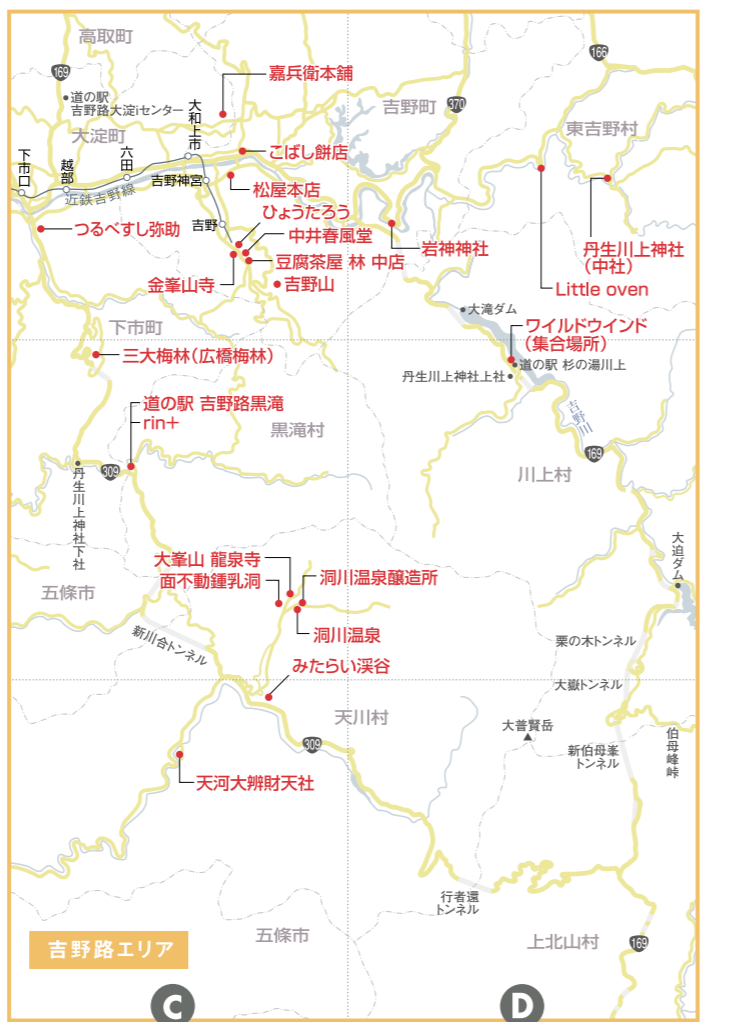 高取町
166
169
嘉兵衛本舗
道の駅
吉野路大淀iセンター
吉野町
370
大和上市
大淀町
東吉野村
六田
越部
下市口
こばし餅店
吉野神宮
近鉄吉野線
松屋本店
ひょうたろう
吉野
中井春風堂
つるべすし弥助
豆腐茶屋 林 中店
岩神神社
丹生川上神社
(中社)
金峯山寺
吉野山
Little oven
大滝ダム
下市町
ワイルドウインド
(集合場所)
三大梅林(広橋梅林)
道の駅 杉の湯川上
丹生川上神社上社
道の駅 吉野路黒滝
rin+
吉野川
黒滝村
169
309
川上村
丹生川上神社下社
大迫ダム
大峯山 龍泉寺
面不動鍾乳洞
洞川温泉醸造所
五條市
洞川温泉
新川合トンネル
栗の木トンネル
みたらい渓谷
大嶽トンネル
天川村
大普賢岳
309
伯母峰峠
新伯母峯
トンネル
天河大辨財天社
行者還
トンネル
五條市
上北山村
169
吉野路エリア
C
D